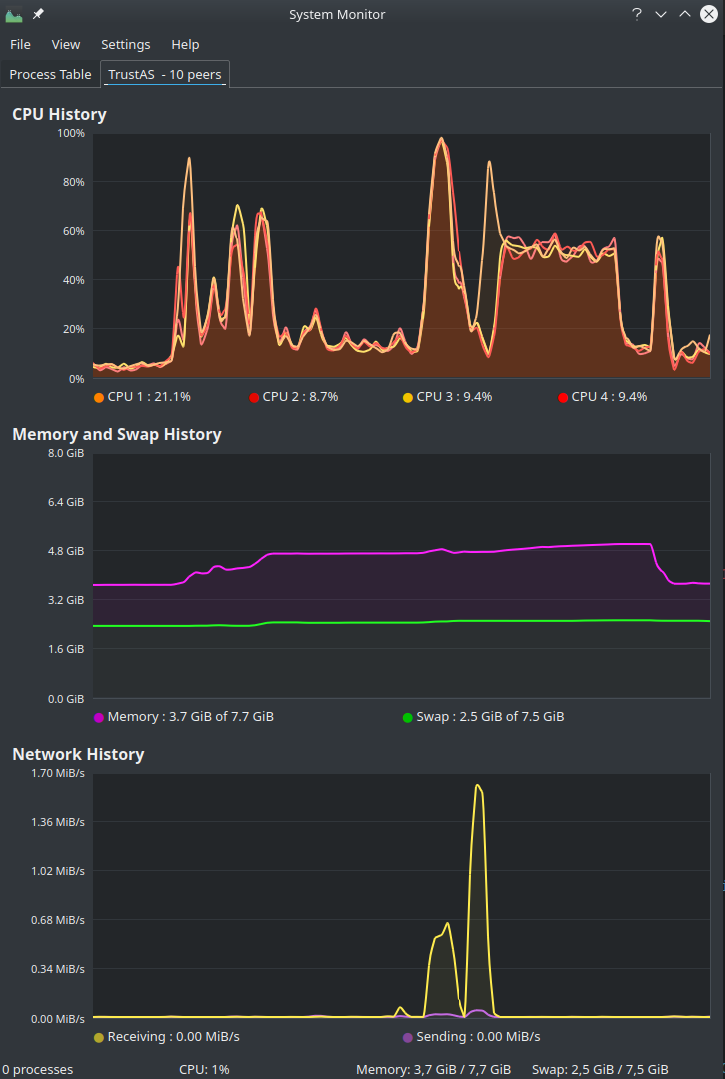 System Monitor
File View Settings Help
Process Table TrustAS - 10 peers
CPU History
100%
80%
60%
40%
20%
0%
CPU 1 : 21.1% CPU 2 : 8.7% CPU 3 : 9.4% CPU 4 : 9.4%
Memory and Swap History
8.0 GiB
6.4 GiB
4.8 GiB
3.2 GiB
1.6 GiB
0.0 GiB
Memory : 3.7 GiB of 7.7 GiB Swap : 2.5 GiB of 7.5 GiB
Network History
1.70 MiB/s
1.36 MiB/s
1.02 MiB/s
0.68 MiB/s
0.34 MiB/s
0.00 MiB/s
Receiving : 0.00 MiB/s Sending : 0.00 MiB/s
0 processes CPU: 1% Memory: 3,7 GiB / 7,7 GiB Swap: 2,5 GiB / 7,5 GiB